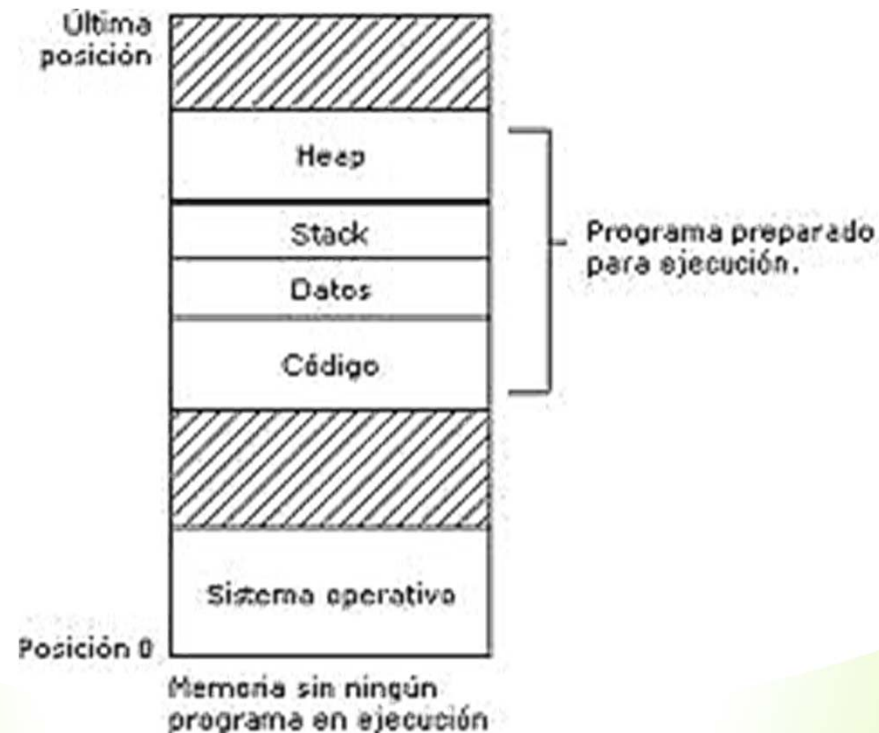 Última
posición
Heap
Stack
Datos
Código
Programa preparado
para ejecución.
Sistema operativo
Posición 0
Memoria sin ningún
programa en ejecución